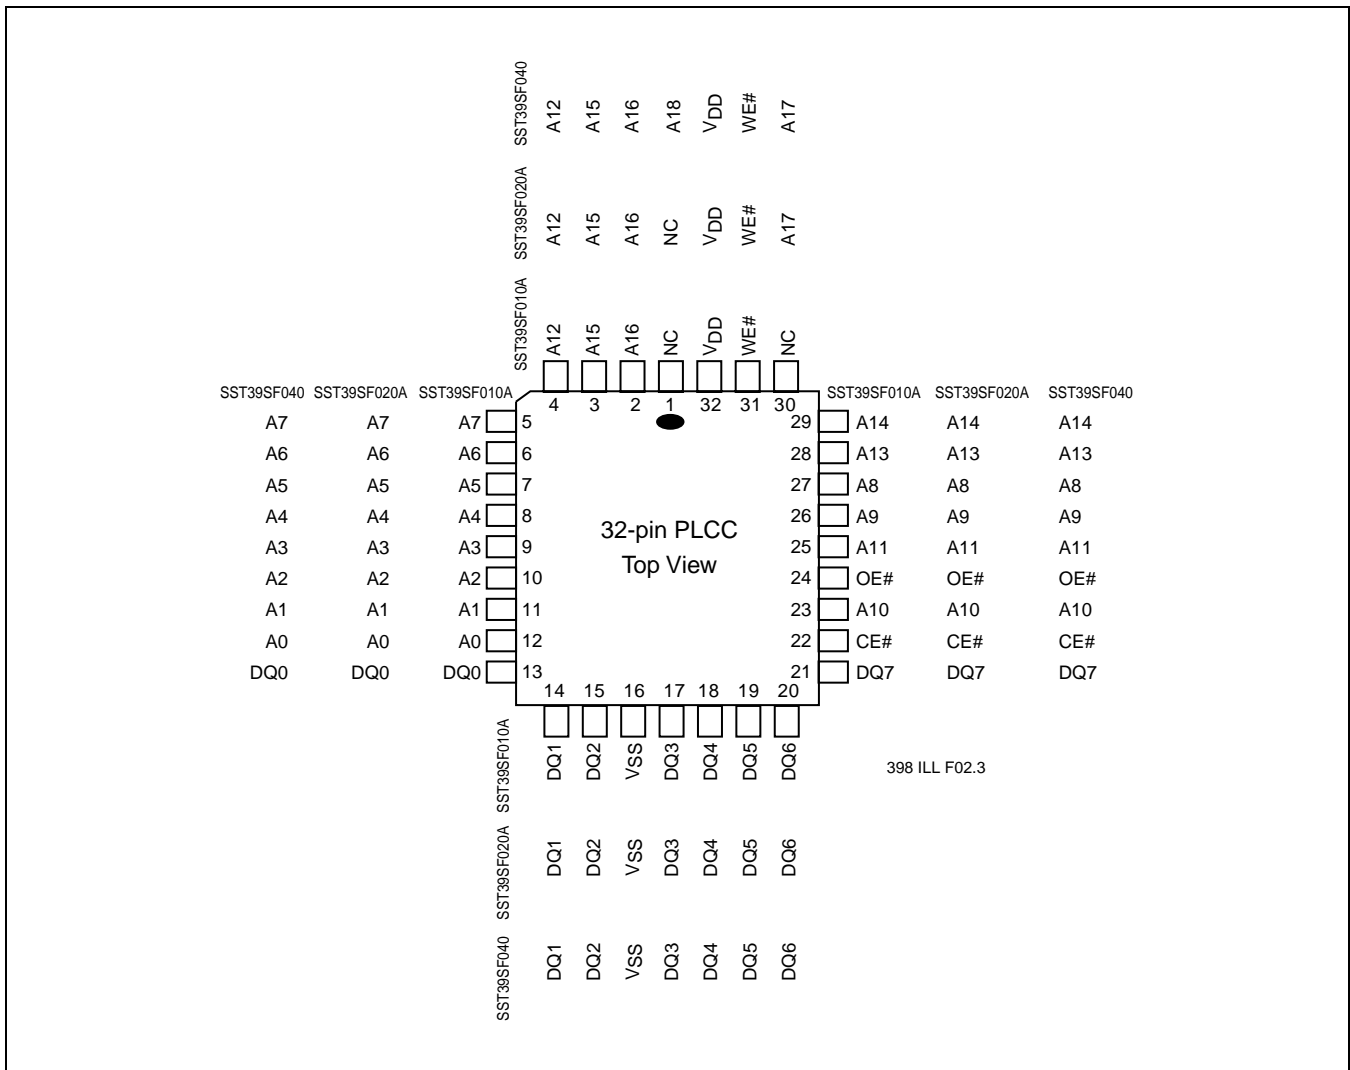 SST39SF040 A12 A15 A16 A18 VDD WE# A17
SST39SF020A A12 A15 A16 NC VDD WE# A17
SST39SF010A A12 A15 A16 NC VDD WE# NC
SST39SF040 SST39SF020A SST39SF010A 4 3 2 1 32 31 30 SST39SF010A SST39SF020A SST39SF040
A7 A7 A7 5 29 A14 A14 A14
A6 A6 A6 6 28 A13 A13 A13
A5 A5 A5 7 27 A8 A8 A8
A4 A4 A4 8 26 A9 A9 A9
32-pin PLCC
A3 A3 A3 9 25 A11 A11 A11
Top View
A2 A2 A2 10 24 OE# OE# OE#
A1 A1 A1 11 23 A10 A10 A10
A0 A0 A0 12 22 CE# CE# CE#
DQ0 DQ0 DQ0 13 21 DQ7 DQ7 DQ7
14 15 16 17 18 19 20
SST39SF010A DQ1 DQ2 VSS DQ3 DQ4 DQ5 DQ6
398 ILL F02.3
SST39SF020A DQ1 DQ2 VSS DQ3 DQ4 DQ5 DQ6
SST39SF040 DQ1 DQ2 VSS DQ3 DQ4 DQ5 DQ6